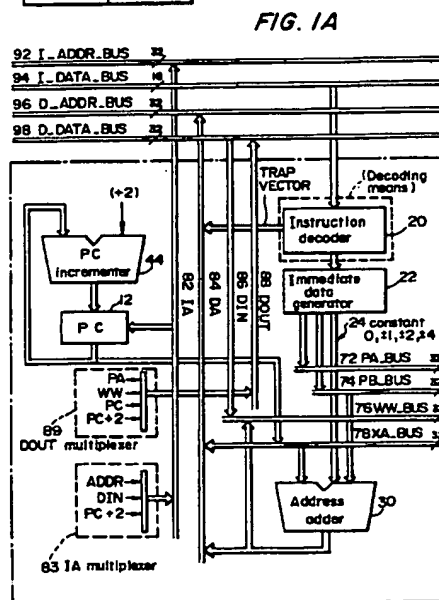 FIG. 1A
92 I_ADDR_BUS 32
94 I_DATA_BUS 16
96 D_ADDR_BUS 32
98 D_DATA_BUS 32
TRAP
VECTOR
(Decoding
means)
(+2)
Instruction
decoder
20
PC
incrementer
44
82 IA
84 DA
86 DIN
88 DOUT
Immediate
data
generator
22
12
PC
24 constant
0, ±1, ±2, ±4
72 PA_BUS
74 PB_BUS
PA
WW
PC
PC+2
76 WW_BUS
89
DOUT multiplexer
78 XA_BUS
ADDR
DIN
PC+2
Address
adder
30
83 IA multiplexer